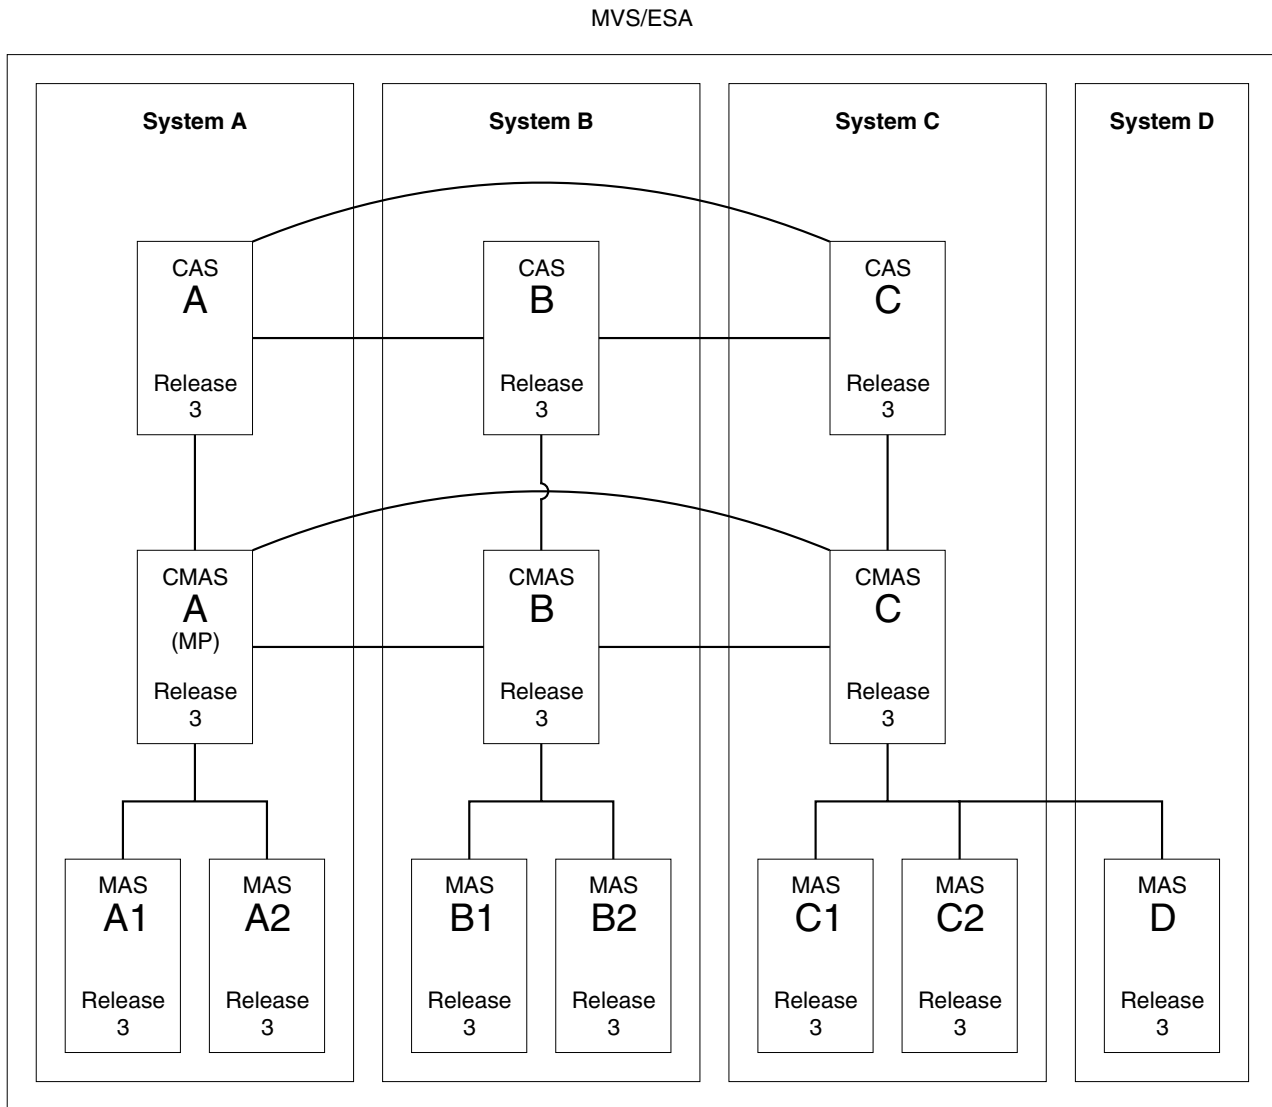 MVS/ESA
System A
System B
System C
System D
CAS
A
Release
3
CAS
B
Release
3
CAS
C
Release
3
CMAS
A
(MP)
Release
3
CMAS
B
Release
3
CMAS
C
Release
3
MAS
A1
Release
3
MAS
A2
Release
3
MAS
B1
Release
3
MAS
B2
Release
3
MAS
C1
Release
3
MAS
C2
Release
3
MAS
D
Release
3